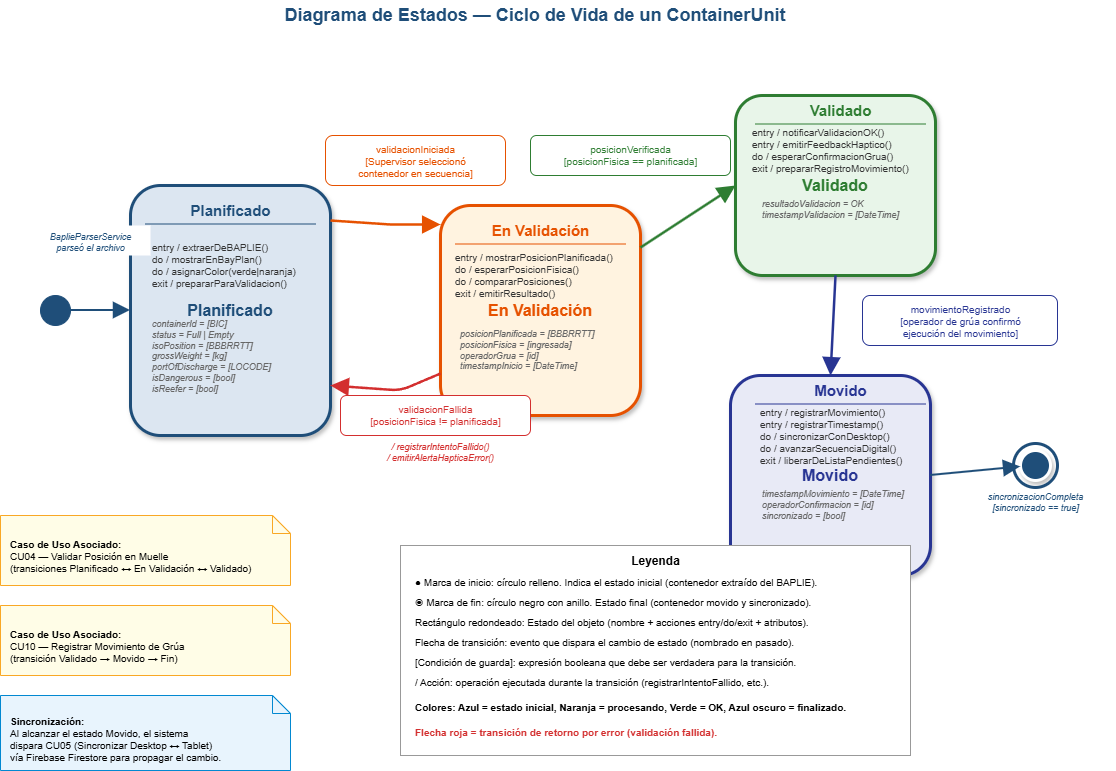 Diagrama de Estados — Ciclo de Vida de un ContainerUnit
BaplieParserService
parseó el archivo
Planificado
entry / extraerDeBAPLIE()
do / mostrarEnBayPlan()
do / asignarColor(verde|naranja)
exit / prepararParaValidacion()
Planificado
containerId = [BIC]
status = Full | Empty
isoPosition = [BBBRRTT]
grossWeight = [kg]
portOfDischarge = [LOCODE]
isDangerous = [bool]
isReefer = [bool]
validacionIniciada
[Supervisor seleccionó
contenedor en secuencia]
En Validación
entry / mostrarPosicionPlanificada()
do / esperarPosicionFisica()
do / compararPosiciones()
exit / emitirResultado()
En Validación
posicionPlanificada = [BBBRRTT]
posicionFisica = [ingresada]
operadorGrua = [id]
timestampInicio = [DateTime]
validacionFallida
[posicionFisica != planificada]
/ registrarIntentoFallido()
/ emitirAlertaHapticaError()
posicionVerificada
[posicionFisica == planificada]
Validado
entry / notificarValidacionOK()
entry / emitirFeedbackHaptico()
do / esperarConfirmacionGrua()
exit / prepararRegistroMovimiento()
Validado
resultadoValidacion = OK
timestampValidacion = [DateTime]
movimientoRegistrado
[operador de grúa confirmó
ejecución del movimiento]
Movido
entry / registrarMovimiento()
entry / registrarTimestamp()
do / sincronizarConDesktop()
do / avanzarSecuenciaDigital()
exit / liberarDeListaPendientes()
Movido
timestampMovimiento = [DateTime]
operadorConfirmacion = [id]
sincronizado = [bool]
sincronizacionCompleta
[sincronizado == true]
Caso de Uso Asociado:
CU04 — Validar Posición en Muelle
(transiciones Planificado ↔ En Validación ↔ Validado)
Caso de Uso Asociado:
CU10 — Registrar Movimiento de Grúa
(transición Validado → Movido → Fin)
Sincronización:
Al alcanzar el estado Movido, el sistema
dispara CU05 (Sincronizar Desktop ↔ Tablet)
vía Firebase Firestore para propagar el cambio.
Leyenda
● Marca de inicio: círculo relleno. Indica el estado inicial (contenedor extraído del BAPLIE).
⦿ Marca de fin: círculo negro con anillo. Estado final (contenedor movido y sincronizado).
Rectángulo redondeado: Estado del objeto (nombre + acciones entry/do/exit + atributos).
Flecha de transición: evento que dispara el cambio de estado (nombrado en pasado).
[Condición de guarda]: expresión booleana que debe ser verdadera para la transición.
/ Acción: operación ejecutada durante la transición (registrarIntentoFallido, etc.).
Colores: Azul = estado inicial, Naranja = procesando, Verde = OK, Azul oscuro = finalizado.
Flecha roja = transición de retorno por error (validación fallida).